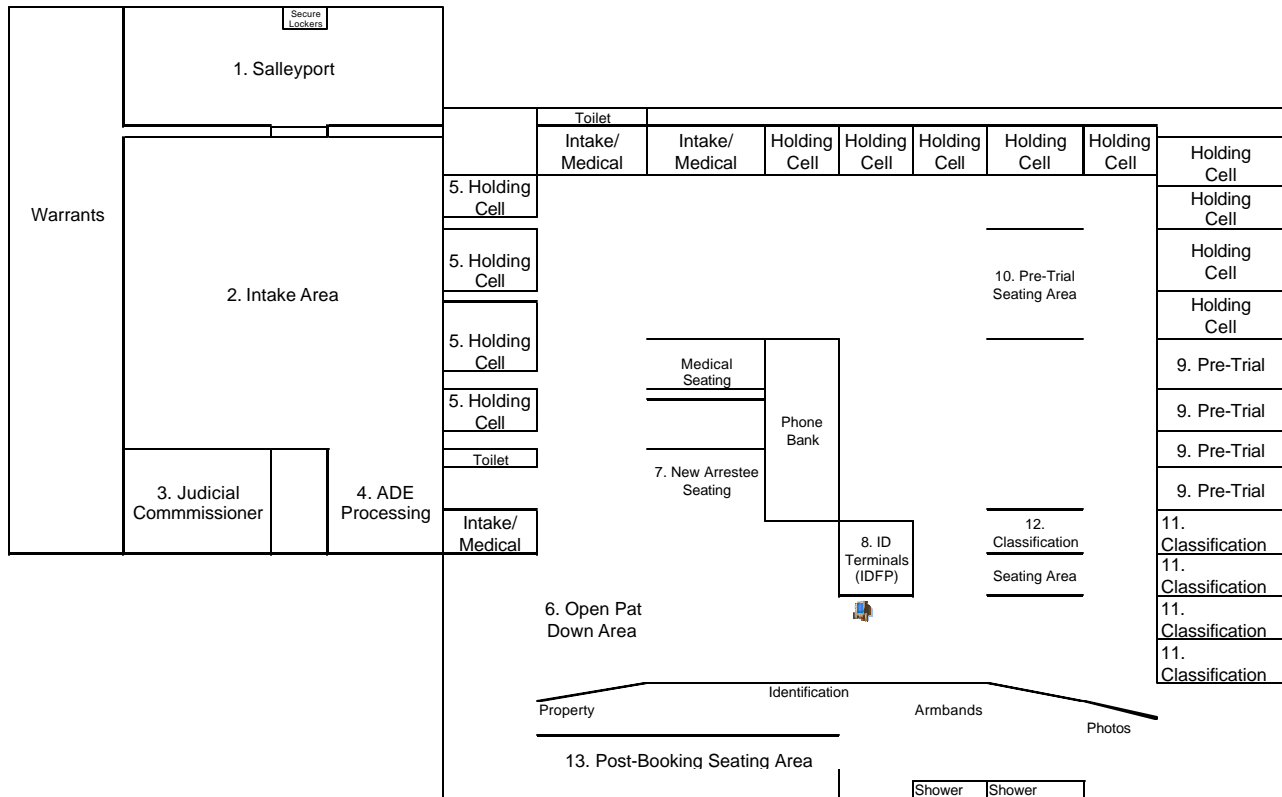 Secure
Lockers
1. Salleyport
Toilet
Intake/
Medical
Intake/
Medical
Holding
Cell
Holding
Cell
Holding
Cell
Holding
Cell
Holding
Cell
Holding
Cell
5. Holding
Cell
Holding
Cell
Warrants
5. Holding
Cell
Holding
Cell
2. Intake Area
10. Pre-Trial
Seating Area
Holding
Cell
5. Holding
Cell
Medical
Seating
9. Pre-Trial
5. Holding
Cell
Phone
Bank
9. Pre-Trial
Toilet
7. New Arrestee
Seating
9. Pre-Trial
3. Judicial
Commmissioner
4. ADE
Processing
9. Pre-Trial
Intake/
Medical
8. ID
Terminals
(IDFP)
12.
Classification
11.
Classification
Seating Area
11.
Classification
6. Open Pat
Down Area
11.
Classification
11.
Classification
Identification
Property
Armbands
Photos
13. Post-Booking Seating Area
Shower
Shower